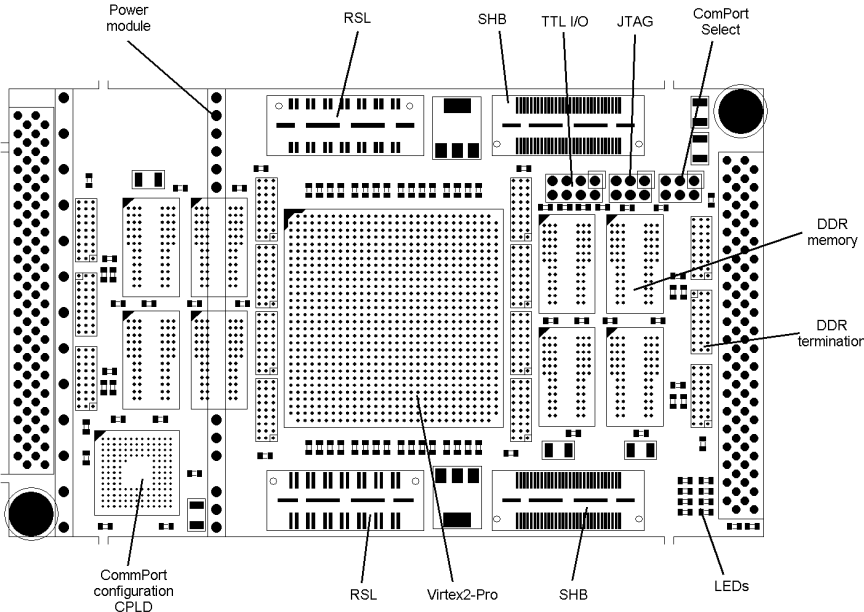 Power
module
RSL
SHB
TTL I/O
JTAG
ComPort
Select
DDR
memory
DDR
termination
CommPort
configuration
CPLD
RSL
Virtex2-Pro
SHB
LEDs